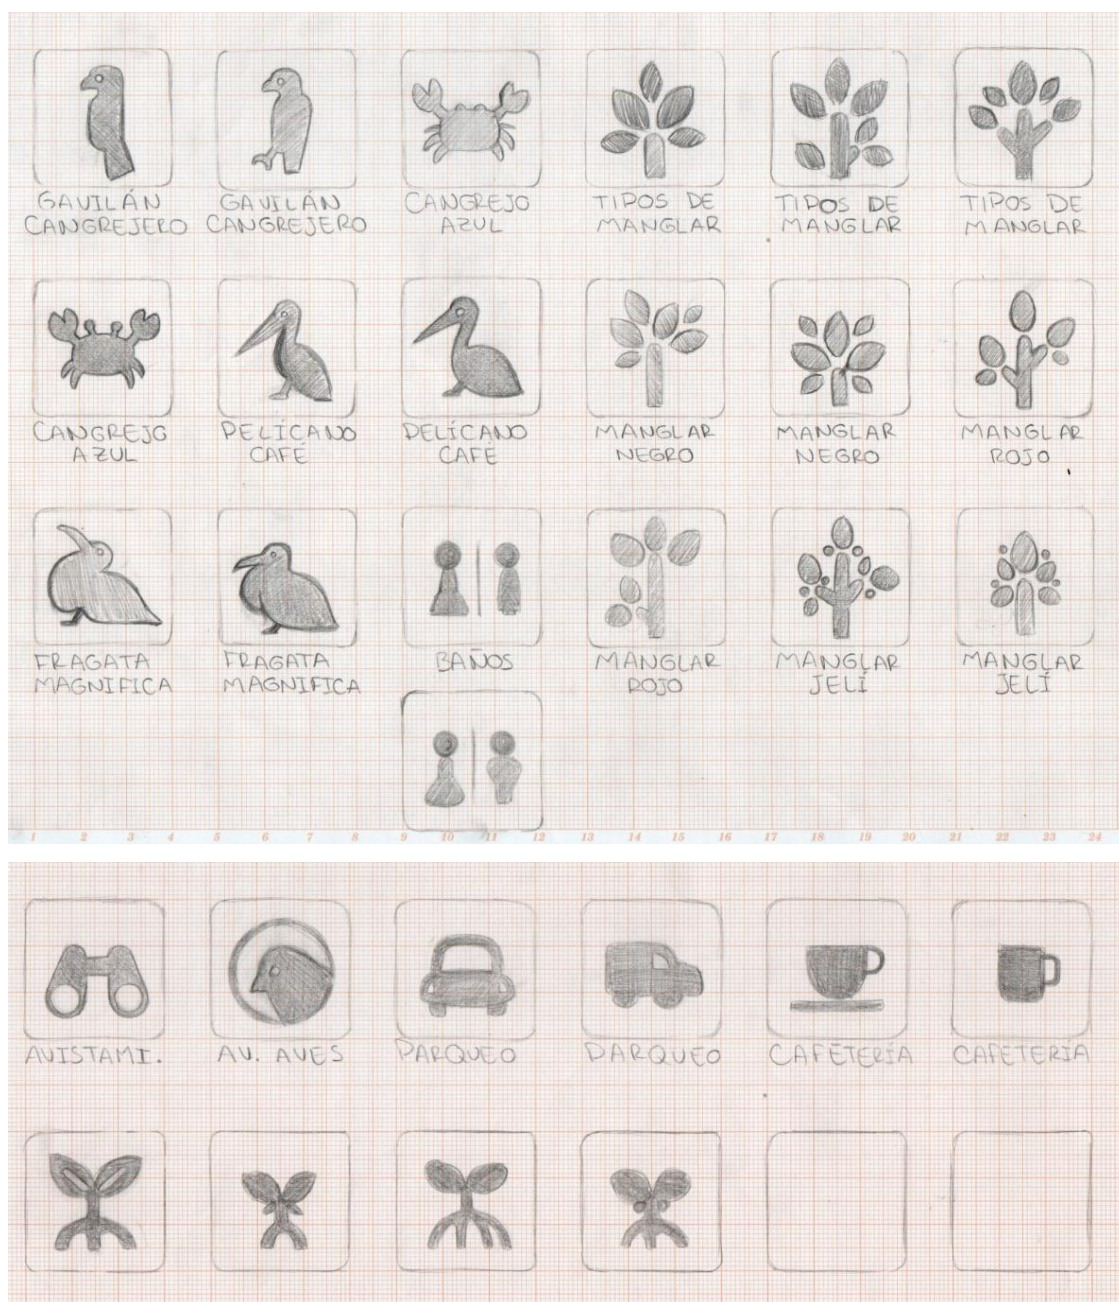 GAVILÁN
CANGREJERO
GAVILÁN
CANGREJERO
CANGREJO
AZUL
TIPOS DE
MANGLAR
TIPOS DE
MANGLAR
TIPOS DE
MANGLAR
CANGREJO
AZUL
PELÍCANO
CAFÉ
PELÍCANO
CAFÉ
MANGLAR
NEGRO
MANGLAR
NEGRO
MANGLAR
ROJO
FRAGATA
MAGNIFICA
FRAGATA
MAGNIFICA
BAÑOS
MANGLAR
ROJO
MANGLAR
JELÍ
MANGLAR
JELÍ
1 2 3 4 5 6 7 8 9 10 11 12 13 14 15 16 17 18 19 20 21 22 23 24
AVISTAMI.
AV. AVES
PARQUEO
PARQUEO
CAFETERÍA
CAFETERÍA